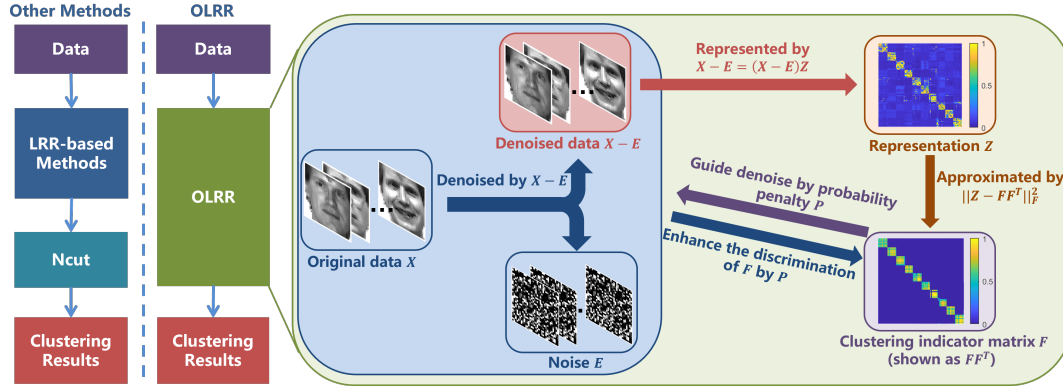 Other Methods
OLRR
Data
LRR-based
Methods
Ncut
Clustering
Results
Data
OLRR
Clustering
Results
Original data X
Denoised by X − E
Denoised data X − E
Noise E
Represented by
X − E = (X − E)Z
1
0.5
0
Representation Z
Approximated by
||Z − FF^T||_F^2
Guide denoise by probability
penalty P
Enhance the discrimination
of F by P
1
0.5
0
Clustering indicator matrix F
(shown as FF^T)